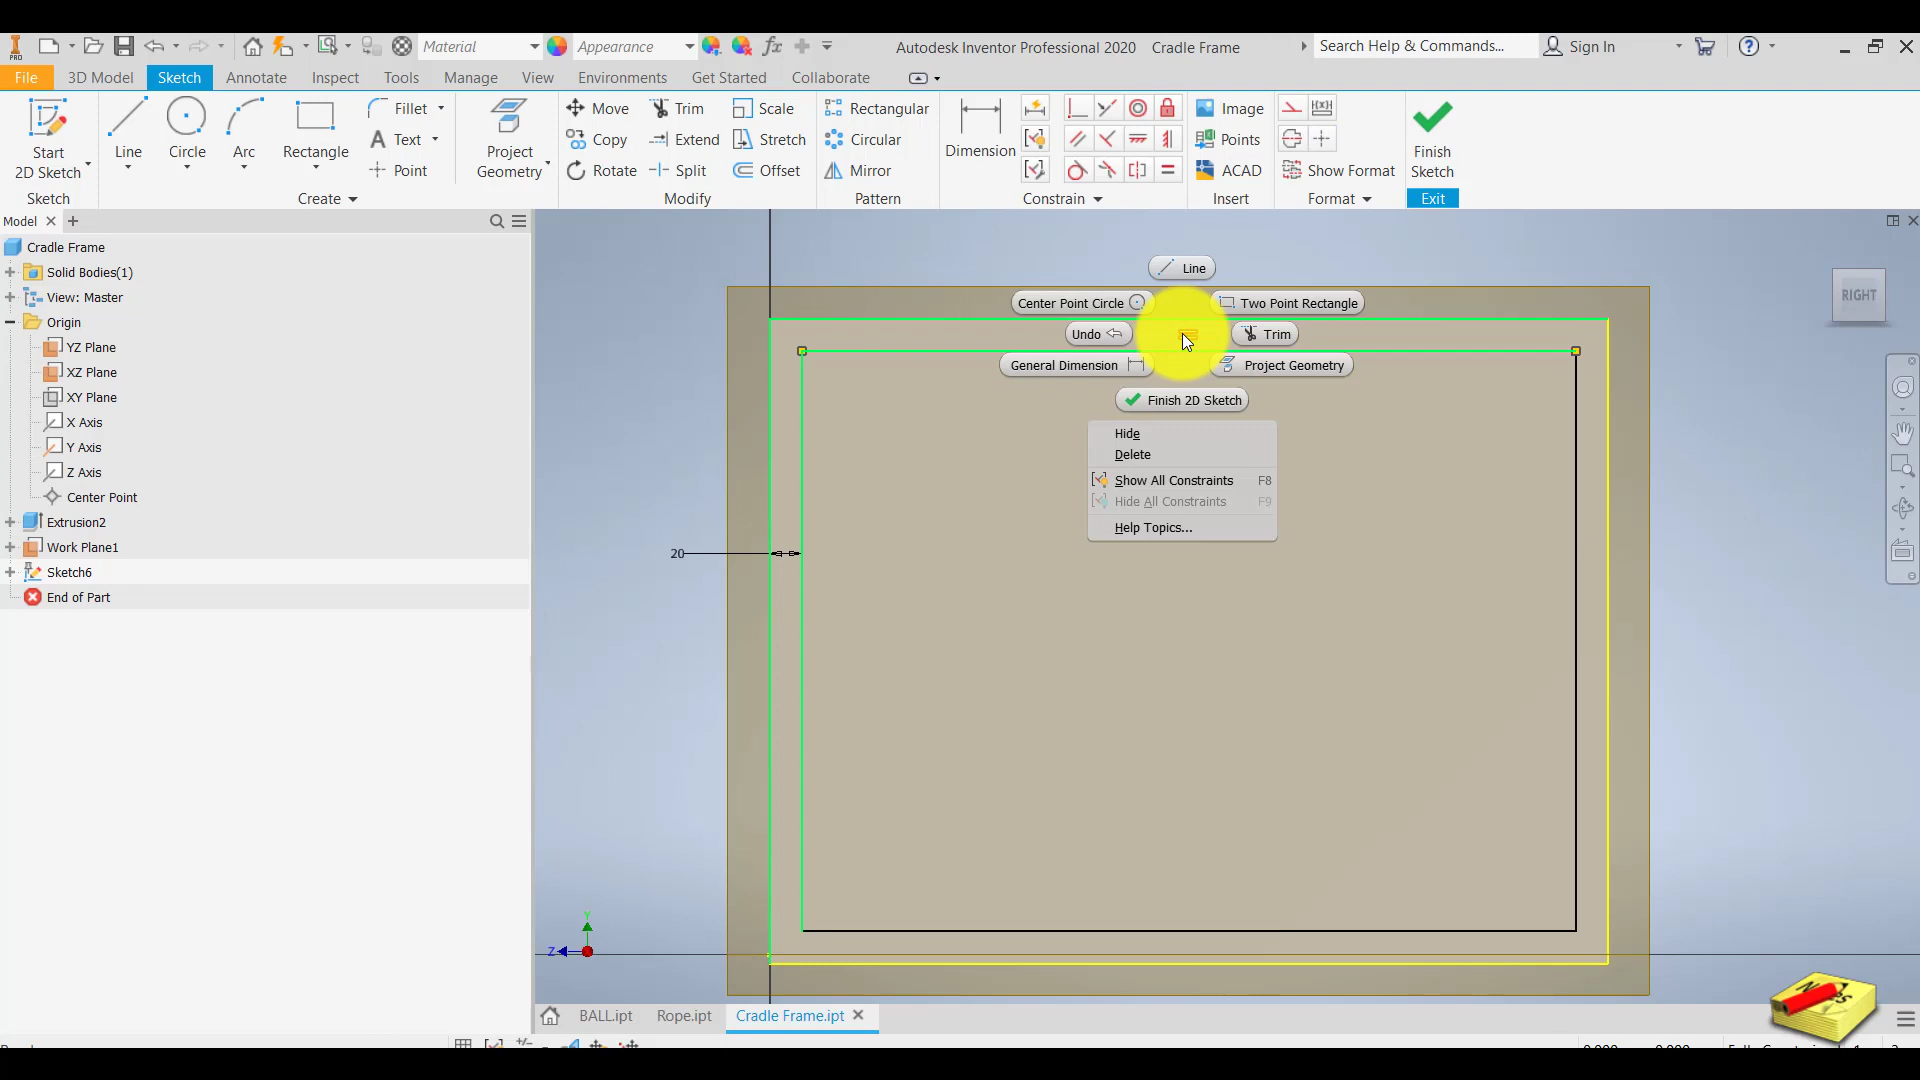 PRO
Material
Appearance
fx
Autodesk Inventor Professional 2020 Cradle Frame
Search Help & Commands...
Sign In
File
3D Model
Sketch
Annotate
Inspect
Tools
Manage
View
Environments
Get Started
Collaborate
Start
2D Sketch
Line
Circle
Arc
Rectangle
Fillet
Text
Point
Project
Geometry
Move
Copy
Rotate
Trim
Extend
Split
Scale
Stretch
Offset
Rectangular
Circular
Mirror
Dimension
Image
Points
ACAD
Show Format
Finish
Sketch
Sketch
Create
Modify
Pattern
Constrain
Insert
Format
Exit
Model
Cradle Frame
Solid Bodies(1)
View: Master
Origin
YZ Plane
XZ Plane
XY Plane
X Axis
Y Axis
Z Axis
Center Point
Extrusion2
Work Plane1
Sketch6
End of Part
Line
Center Point Circle
Two Point Rectangle
Undo
Trim
General Dimension
Project Geometry
Finish 2D Sketch
Hide
Delete
Show All Constraints F8
Hide All Constraints F9
Help Topics...
20
RIGHT
Y
Z
BALL.ipt
Rope.ipt
Cradle Frame.ipt
Notes